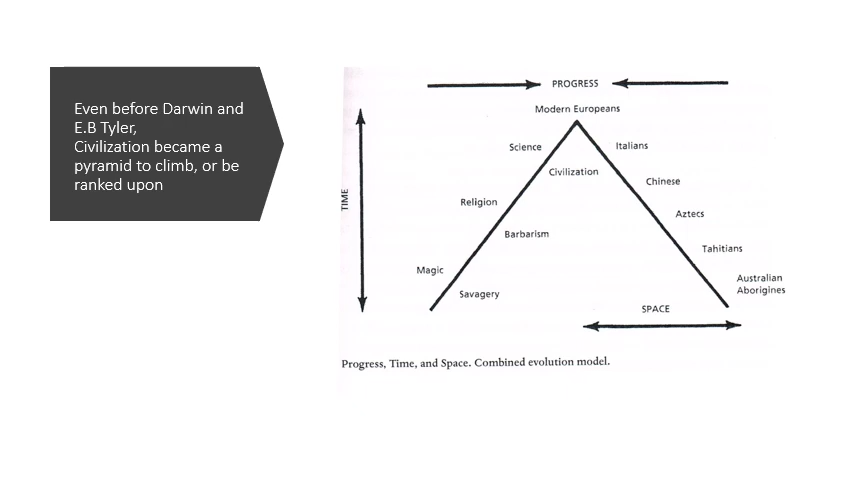 Even before Darwin and
E.B Tyler,
Civilization became a
pyramid to climb, or be
ranked upon
PROGRESS
Modern Europeans
Science
Italians
Civilization
Chinese
TIME
Religion
Aztecs
Barbarism
Tahitians
Magic
Australian
Aborigines
Savagery
SPACE
Progress, Time, and Space. Combined evolution model.